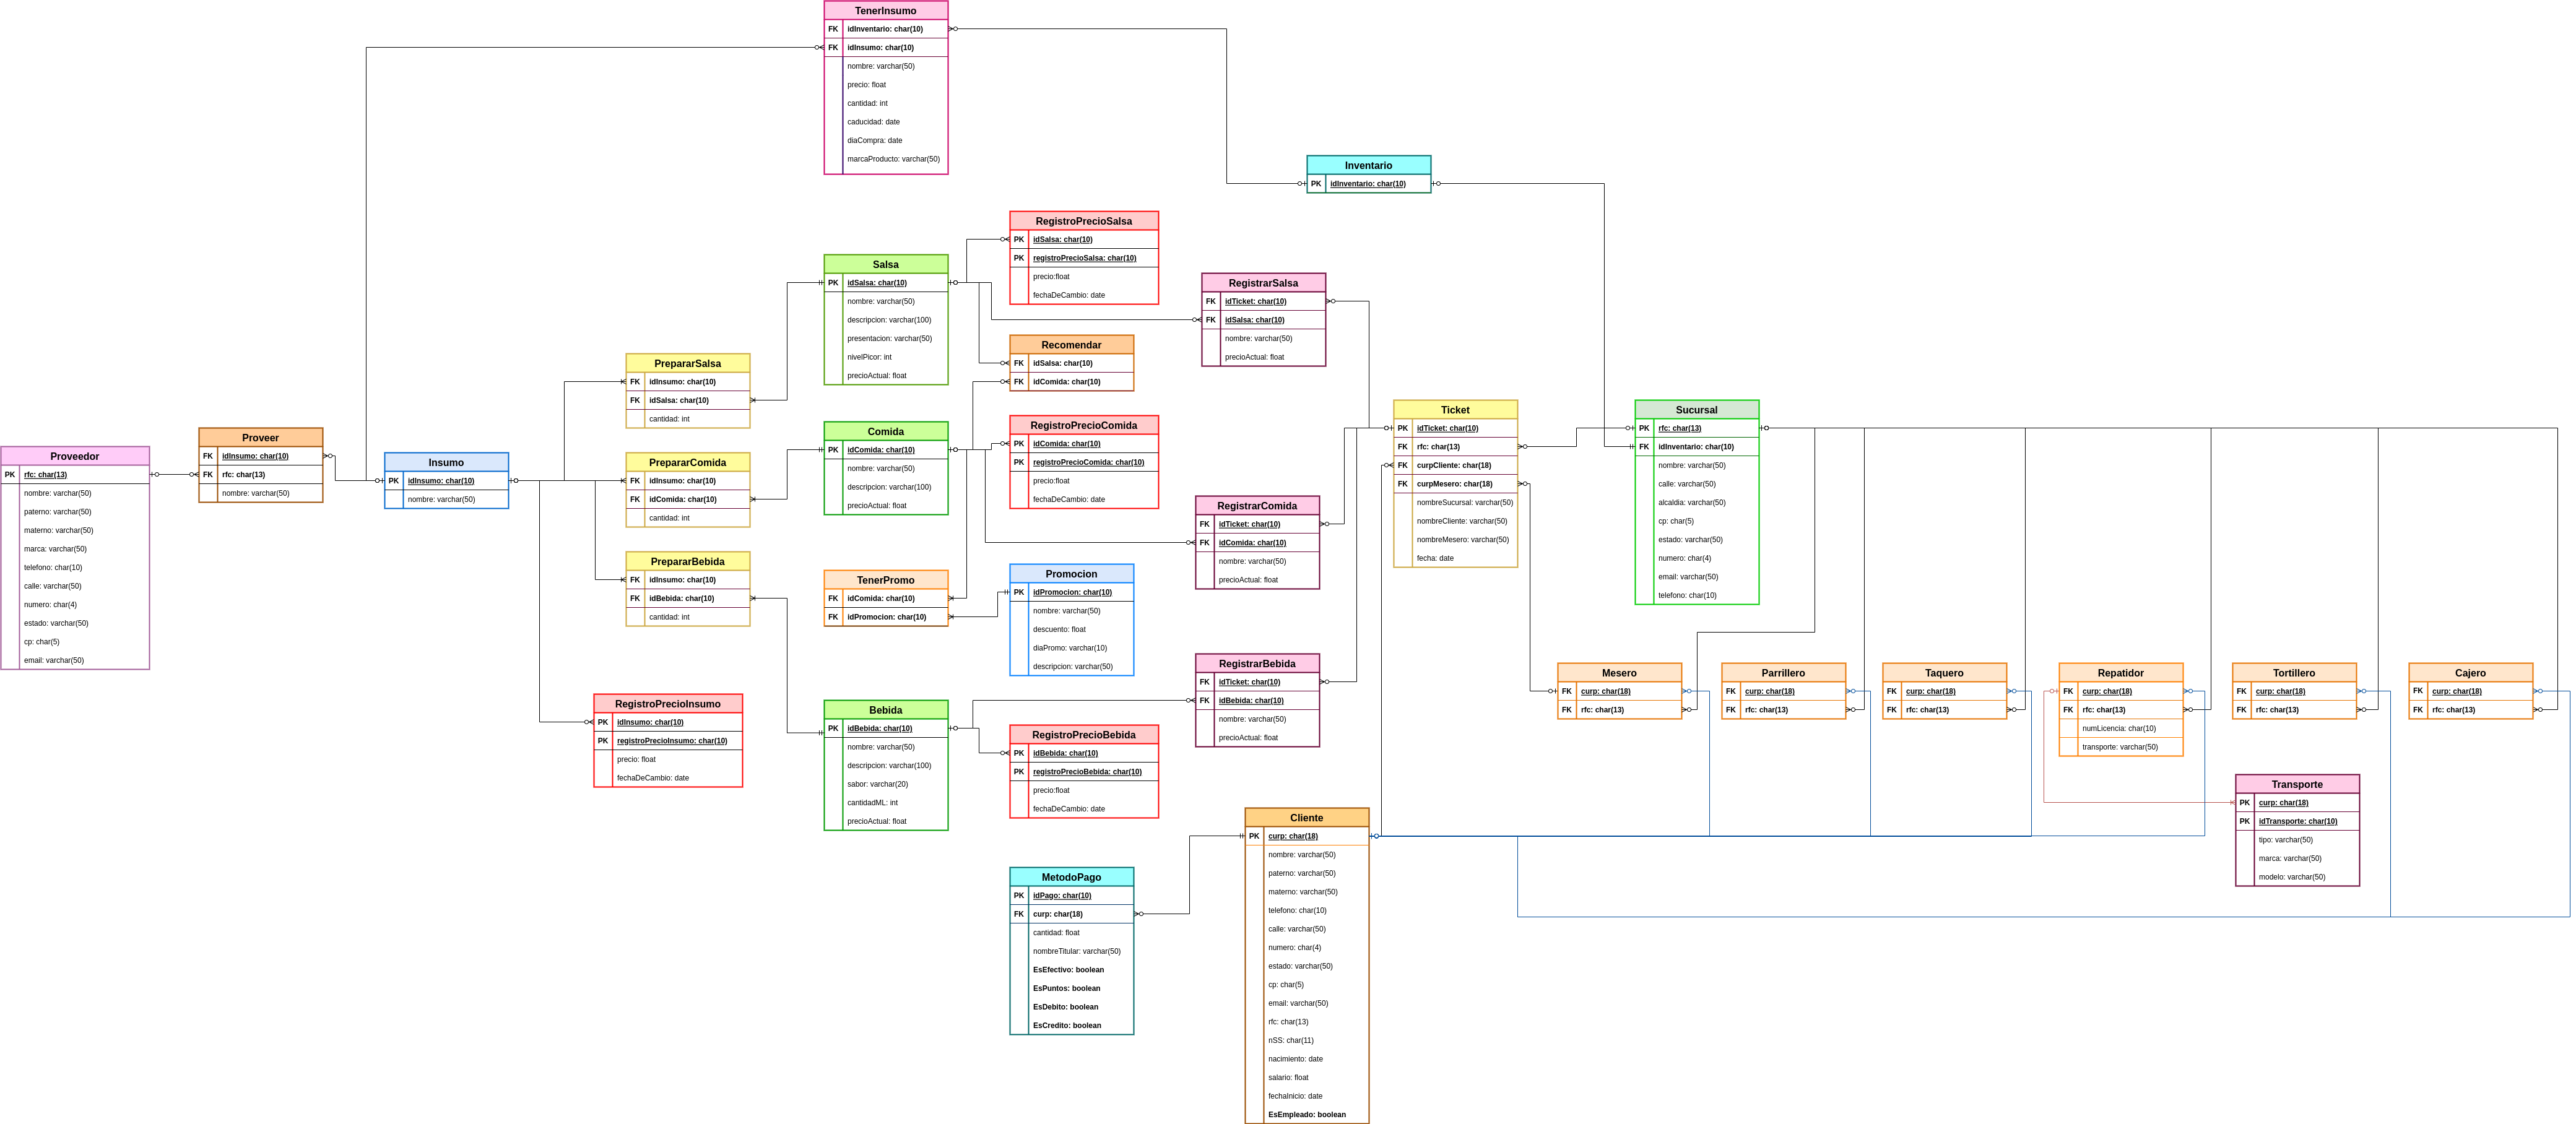 TenerInsumo
FK idInventario: char(10)
FK idInsumo: char(10)
nombre: varchar(50)
precio: float
cantidad: int
caducidad: date
diaCompra: date
marcaProducto: varchar(50)
Inventario
PK idInventario: char(10)
RegistroPrecioSalsa
PK idSalsa: char(10)
PK registroPrecioSalsa: char(10)
precio:float
fechaDeCambio: date
Salsa
PK idSalsa: char(10)
nombre: varchar(50)
descripcion: varchar(100)
presentacion: varchar(50)
nivelPicor: int
precioActual: float
RegistrarSalsa
FK idTicket: char(10)
FK idSalsa: char(10)
nombre: varchar(50)
precioActual: float
Recomendar
FK idSalsa: char(10)
FK idComida: char(10)
PrepararSalsa
FK idInsumo: char(10)
FK idSalsa: char(10)
cantidad: int
Proveedor
PK rfc: char(13)
nombre: varchar(50)
paterno: varchar(50)
materno: varchar(50)
marca: varchar(50)
telefono: char(10)
calle: varchar(50)
numero: char(4)
estado: varchar(50)
cp: char(5)
email: varchar(50)
Proveer
FK idInsumo: char(10)
FK rfc: char(13)
nombre: varchar(50)
Insumo
PK idInsumo: char(10)
nombre: varchar(50)
PrepararComida
FK idInsumo: char(10)
FK idComida: char(10)
cantidad: int
Comida
PK idComida: char(10)
nombre: varchar(50)
descripcion: varchar(100)
precioActual: float
RegistroPrecioComida
PK idComida: char(10)
PK registroPrecioComida: char(10)
precio:float
fechaDeCambio: date
Ticket
PK idTicket: char(10)
FK rfc: char(13)
FK curpCliente: char(18)
FK curpMesero: char(18)
nombreSucursal: varchar(50)
nombreCliente: varchar(50)
nombreMesero: varchar(50)
fecha: date
Sucursal
PK rfc: char(13)
FK idInventario: char(10)
nombre: varchar(50)
calle: varchar(50)
alcaldia: varchar(50)
cp: char(5)
estado: varchar(50)
numero: char(4)
email: varchar(50)
telefono: char(10)
RegistrarComida
FK idTicket: char(10)
FK idComida: char(10)
nombre: varchar(50)
precioActual: float
PrepararBebida
FK idInsumo: char(10)
FK idBebida: char(10)
cantidad: int
TenerPromo
FK idComida: char(10)
FK idPromocion: char(10)
Promocion
PK idPromocion: char(10)
nombre: varchar(50)
descuento: float
diaPromo: varchar(10)
descripcion: varchar(50)
RegistrarBebida
FK idTicket: char(10)
FK idBebida: char(10)
nombre: varchar(50)
precioActual: float
Mesero
FK curp: char(18)
FK rfc: char(13)
Parrillero
FK curp: char(18)
FK rfc: char(13)
Taquero
FK curp: char(18)
FK rfc: char(13)
Repatidor
FK curp: char(18)
FK rfc: char(13)
numLicencia: char(10)
transporte: varchar(50)
Tortillero
FK curp: char(18)
FK rfc: char(13)
Cajero
FK curp: char(18)
FK rfc: char(13)
RegistroPrecioInsumo
PK idInsumo: char(10)
PK registroPrecioInsumo: char(10)
precio: float
fechaDeCambio: date
Bebida
PK idBebida: char(10)
nombre: varchar(50)
descripcion: varchar(100)
sabor: varchar(20)
cantidadML: int
precioActual: float
RegistroPrecioBebida
PK idBebida: char(10)
PK registroPrecioBebida: char(10)
precio:float
fechaDeCambio: date
Transporte
PK curp: char(18)
PK idTransporte: char(10)
tipo: varchar(50)
marca: varchar(50)
modelo: varchar(50)
Cliente
PK curp: char(18)
nombre: varchar(50)
paterno: varchar(50)
materno: varchar(50)
telefono: char(10)
calle: varchar(50)
numero: char(4)
estado: varchar(50)
cp: char(5)
email: varchar(50)
rfc: char(13)
nSS: char(11)
nacimiento: date
salario: float
fechaInicio: date
EsEmpleado: boolean
MetodoPago
PK idPago: char(10)
FK curp: char(18)
cantidad: float
nombreTitular: varchar(50)
EsEfectivo: boolean
EsPuntos: boolean
EsDebito: boolean
EsCredito: boolean